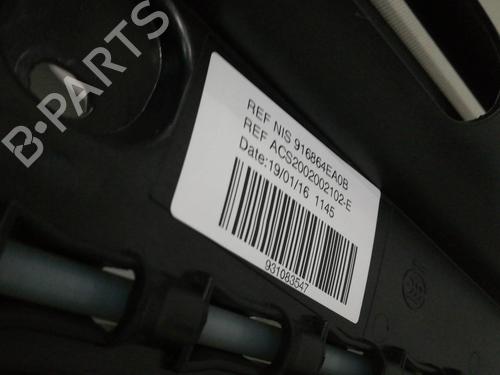 B·PARTS
REF NIS 916864EA0B
REF ACS2002002102-E
Date:19/01/16 1145
931083547